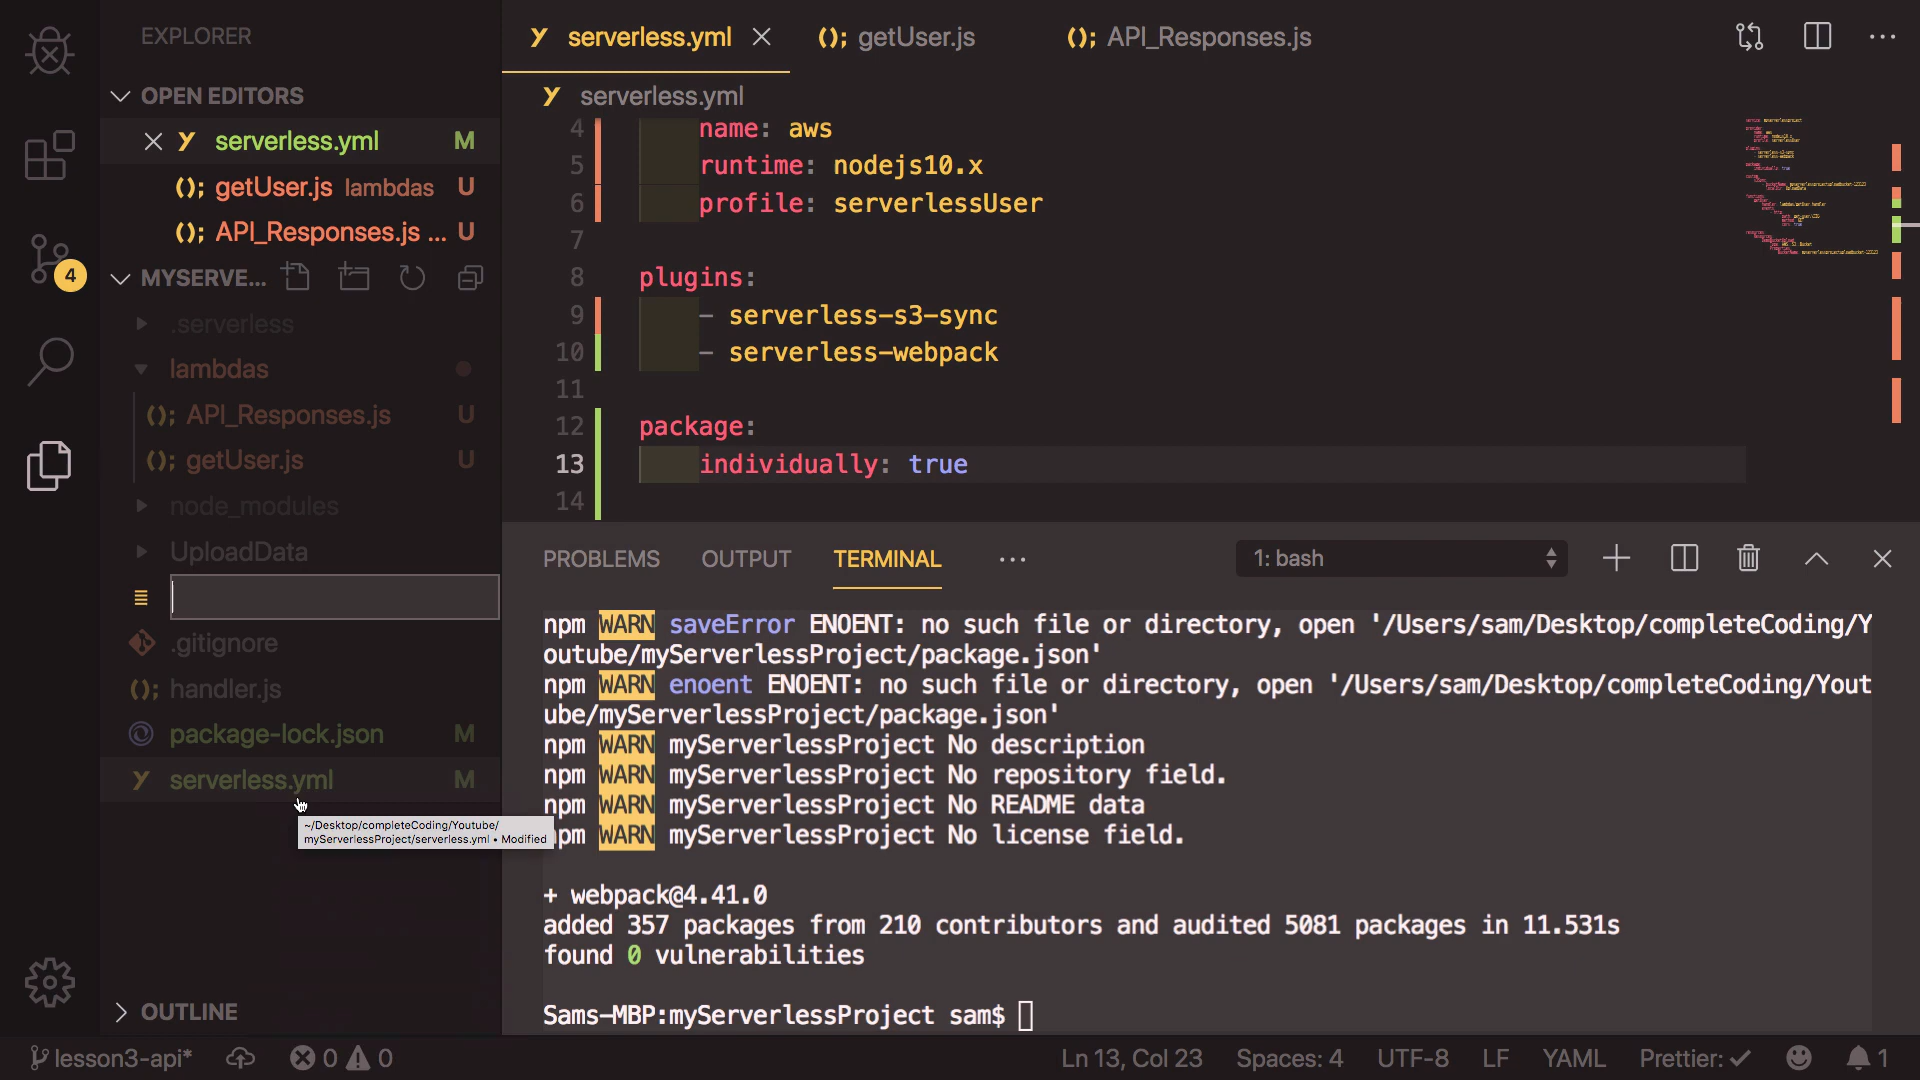 EXPLORER
OPEN EDITORS
serverless.yml M
getUser.js lambdas U
API_Responses.js ... U
4
MYSERVE...
.serverless
lambdas
API_Responses.js U
getUser.js U
node_modules
UploadData
.gitignore
handler.js
package-lock.json M
serverless.yml M
~/Desktop/completeCoding/Youtube/
myServerlessProject/serverless.yml • Modified
OUTLINE
serverless.yml
getUser.js
API_Responses.js
serverless.yml
4 name: aws
5 runtime: nodejs10.x
6 profile: serverlessUser
7
8 plugins:
9 - serverless-s3-sync
10 - serverless-webpack
11
12 package:
13 individually: true
14
PROBLEMS OUTPUT TERMINAL ... 1: bash
npm WARN saveError ENOENT: no such file or directory, open '/Users/sam/Desktop/completeCoding/Y
outube/myServerlessProject/package.json'
npm WARN enoent ENOENT: no such file or directory, open '/Users/sam/Desktop/completeCoding/Yout
ube/myServerlessProject/package.json'
npm WARN myServerlessProject No description
npm WARN myServerlessProject No repository field.
npm WARN myServerlessProject No README data
npm WARN myServerlessProject No license field.
+ webpack@4.41.0
added 357 packages from 210 contributors and audited 5081 packages in 11.531s
found 0 vulnerabilities
Sams-MBP:myServerlessProject sam$
lesson3-api* 0 0 Ln 13, Col 23 Spaces: 4 UTF-8 LF YAML Prettier: ✓ 1